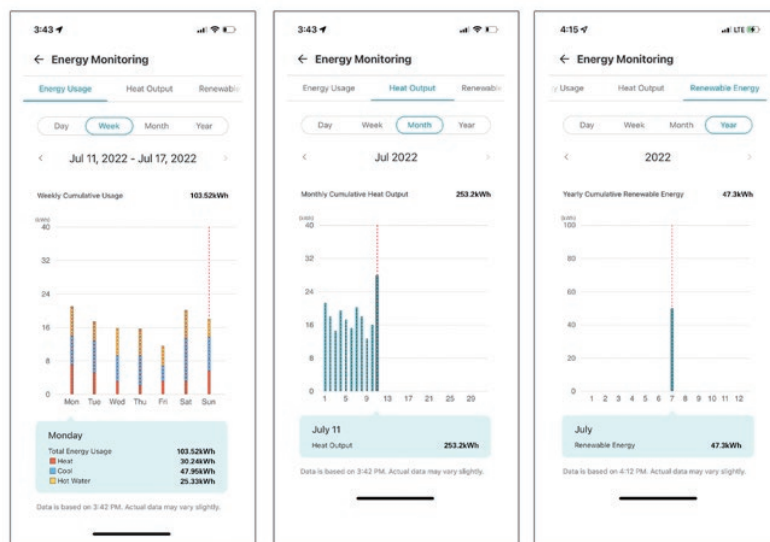 3:43
Energy Monitoring
Energy Usage Heat Output Renewable
Day Week Month Year
Jul 11, 2022 - Jul 17, 2022
Weekly Cumulative Usage 103.52kWh
(kWh)
40
32
24
16
8
0
Mon Tue Wed Thu Fri Sat Sun
Monday
Total Energy Usage 103.52kWh
Heat 30.24kWh
Cool 47.95kWh
Hot Water 25.33kWh
Data is based on 3:42 PM. Actual data may vary slightly.
3:43
Energy Monitoring
Energy Usage Heat Output Renewable
Day Week Month Year
Jul 2022
Monthly Cumulative Heat Output 253.2kWh
(kWh)
40
32
24
16
8
0
1 5 9 13 17 21 25 29
July 11
Heat Output 253.2kWh
Data is based on 3:42 PM. Actual data may vary slightly.
4:15 LTE
Energy Monitoring
y Usage Heat Output Renewable Energy
Day Week Month Year
2022
Yearly Cumulative Renewable Energy 47.3kWh
(kWh)
100
80
60
40
20
0
1 2 3 4 5 6 7 8 9 10 11 12
July
Renewable Energy 47.3kWh
Data is based on 4:12 PM. Actual data may vary slightly.